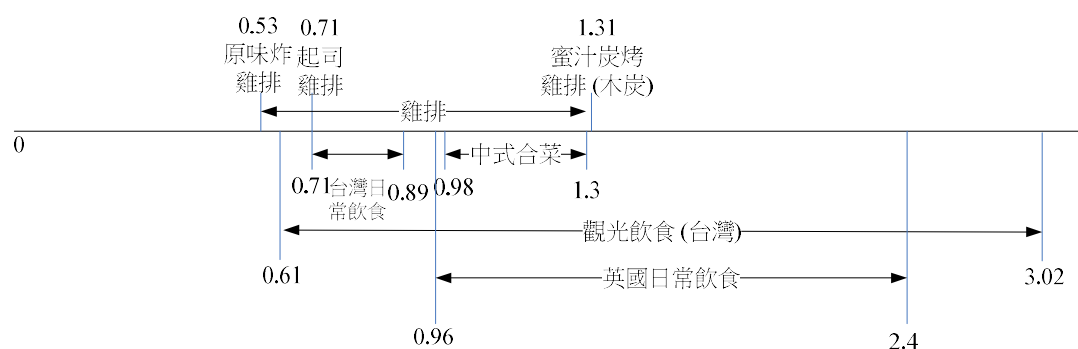 0.53
原味炸
雞排
0.71
起司
雞排
1.31
蜜汁炭烤
雞排 (木炭)
雞排
0
中式合菜
0.71
台灣日
常飲食
0.89
0.98
1.3
觀光飲食 (台灣)
0.61
英國日常飲食
3.02
0.96
2.4